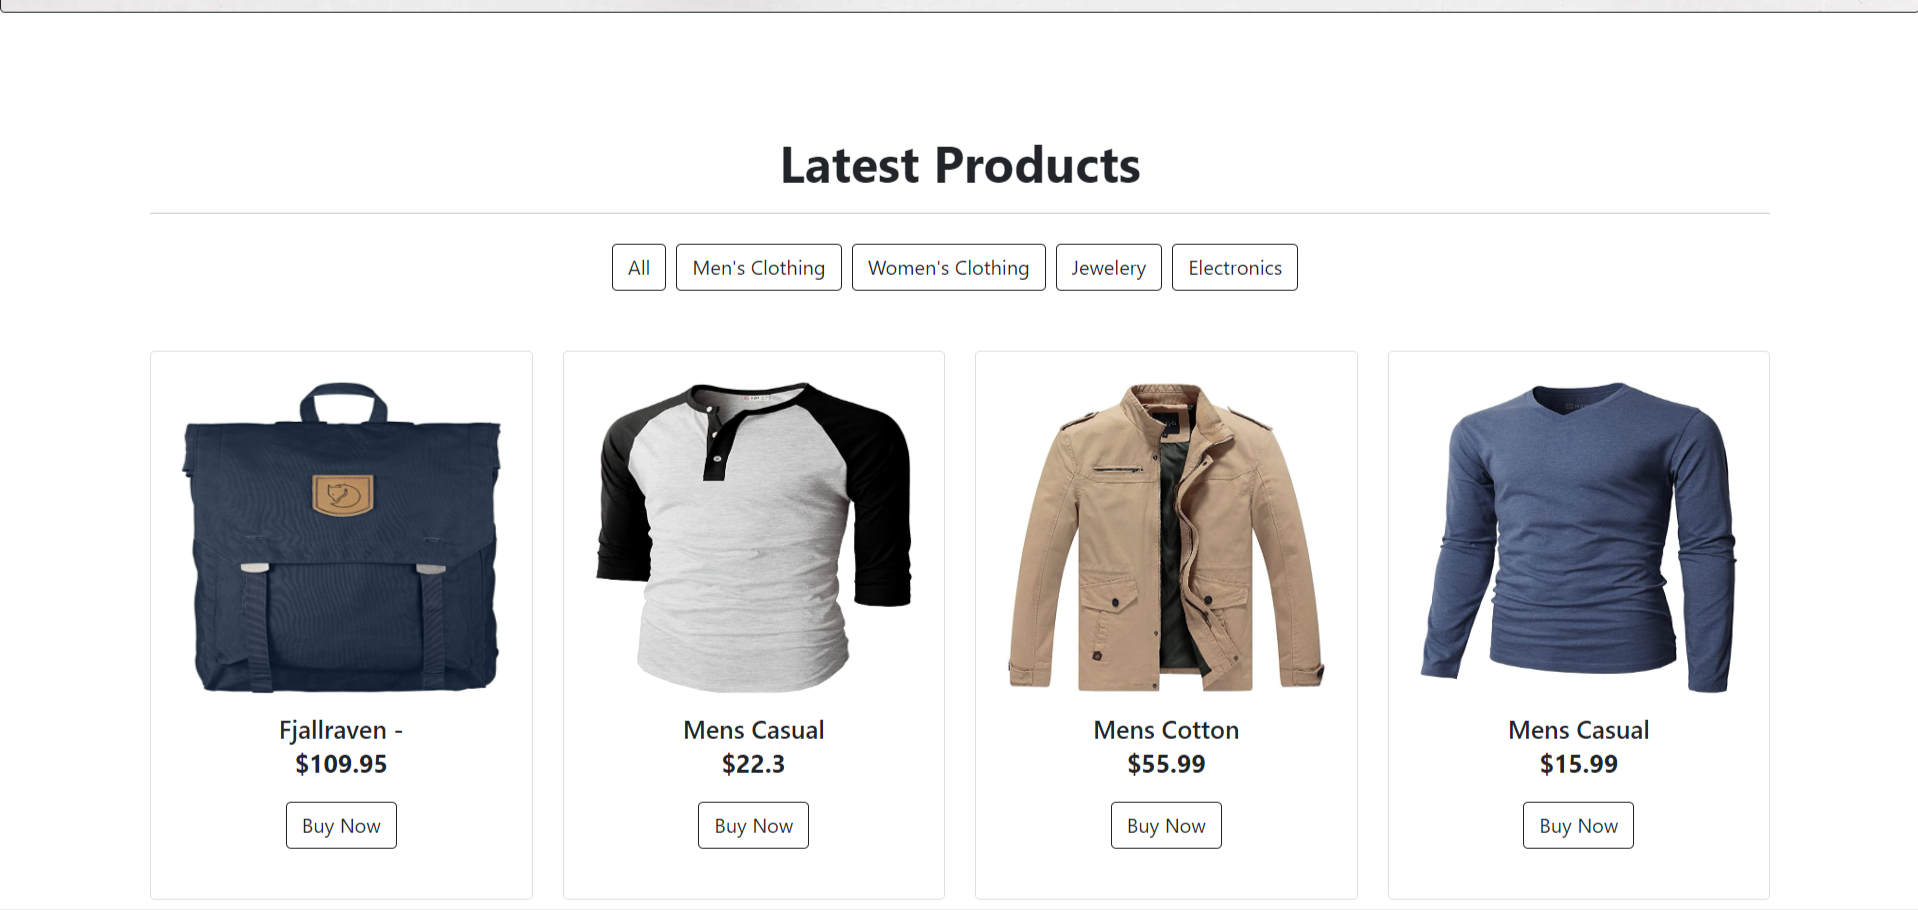 Latest Products
All
Men's Clothing
Women's Clothing
Jewelery
Electronics
Fjallraven -
$109.95
Buy Now
Mens Casual
$22.3
Buy Now
Mens Cotton
$55.99
Buy Now
Mens Casual
$15.99
Buy Now